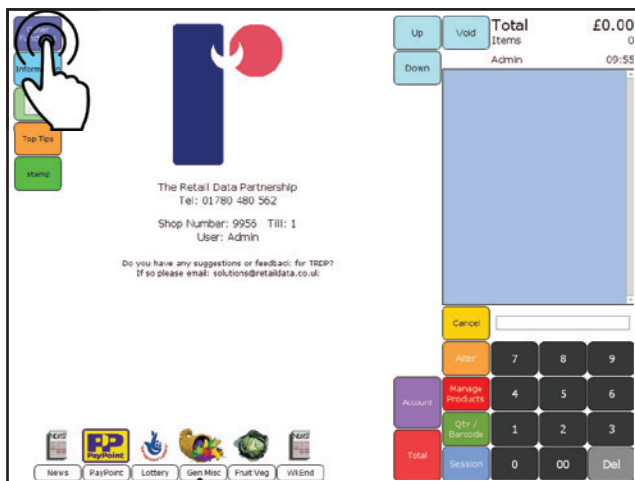 Informatio
Top Tips
stamp
The Retail Data Partnership
Tel: 01780 480 562
Shop Number: 9956 Till: 1
User: Admin
Do you have any suggestions or feedback for TRDP?
If so please email: solutions@retaildata.co.uk
News
PayPoint
PayPoint
Lottery
Gen Misc
Fruit Veg
WkEnd
Up
Void
Total £0.00
Items 0
Down
Admin 09:55
Cancel
Alter
7
8
9
Account
Manage
Products
4
5
6
Qty /
Barcode
1
2
3
Total
Session
0
00
Del